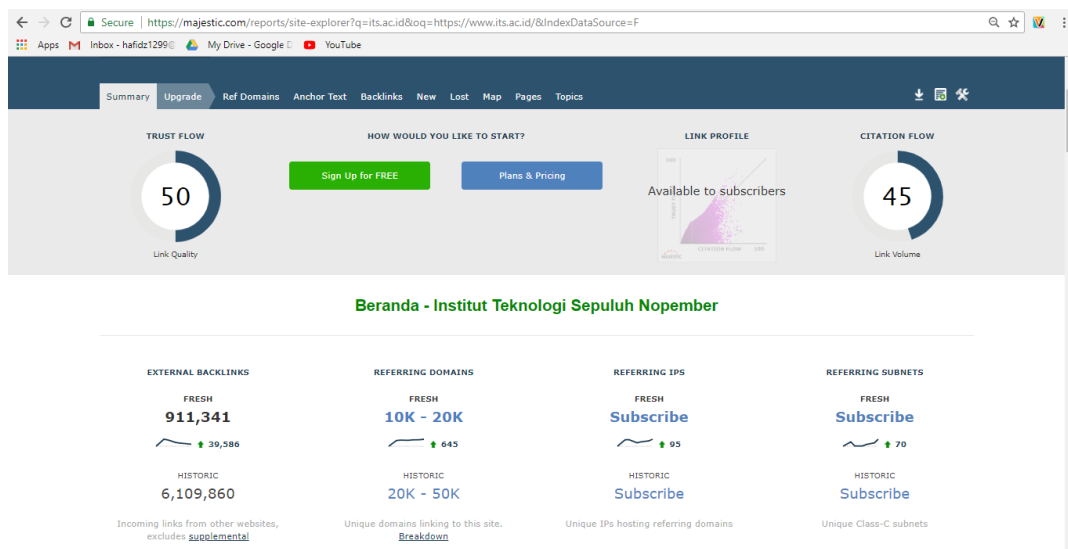 Secure | https://majestic.com/reports/site-explorer?q=its.ac.id&oq=https://www.its.ac.id/&IndexDataSource=F
Apps Inbox - hafidz1299@ My Drive - Google D YouTube
Summary Upgrade Ref Domains Anchor Text Backlinks New Lost Map Pages Topics
TRUST FLOW HOW WOULD YOU LIKE TO START? LINK PROFILE CITATION FLOW
Sign Up for FREE Plans & Pricing
100
50 Available to subscribers 45
CITATION FLOW 100
MAJESTIC
Link Quality Link Volume
Beranda - Institut Teknologi Sepuluh Nopember
EXTERNAL BACKLINKS REFERRING DOMAINS REFERRING IPS REFERRING SUBNETS
FRESH FRESH FRESH FRESH
911,341 10K - 20K Subscribe Subscribe
39,586 645 95 70
HISTORIC HISTORIC HISTORIC HISTORIC
6,109,860 20K - 50K Subscribe Subscribe
Incoming links from other websites, Unique domains linking to this site. Unique IPs hosting referring domains Unique Class-C subnets
excludes supplemental Breakdown